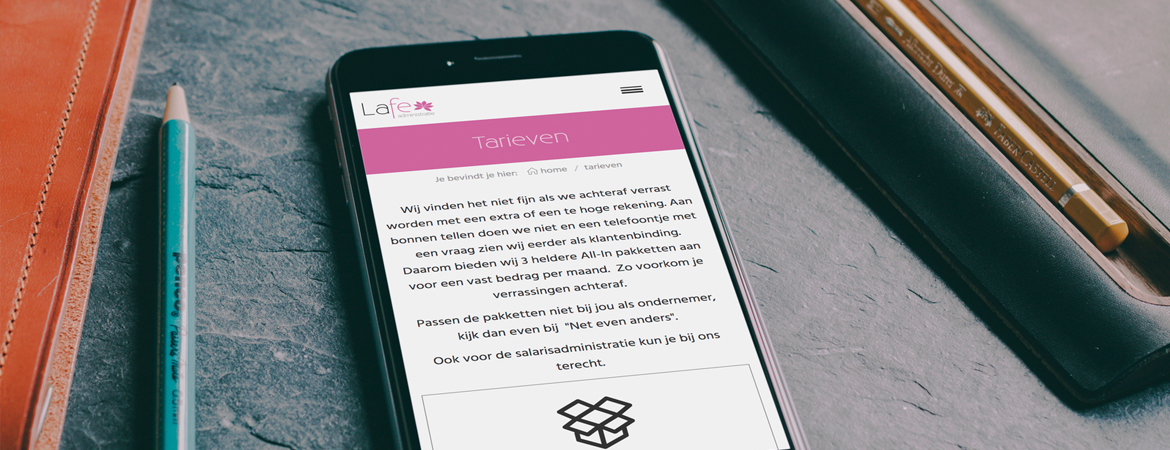 Lafe
administratie
Tarieven
Je bevindt je hier: home / tarieven
Wij vinden het niet fijn als we achteraf verrast
worden met een extra of een te hoge rekening. Aan
bonnen tellen doen we niet en een telefoontje met
een vraag zien wij eerder als klantenbinding.
Daarom bieden wij 3 heldere All-In pakketten aan
voor een vast bedrag per maand. Zo voorkom je
verrassingen achteraf.
Passen de pakketten niet bij jou als ondernemer,
kijk dan even bij "Net even anders".
Ook voor de salarisadministratie kun je bij ons
terecht.
penco